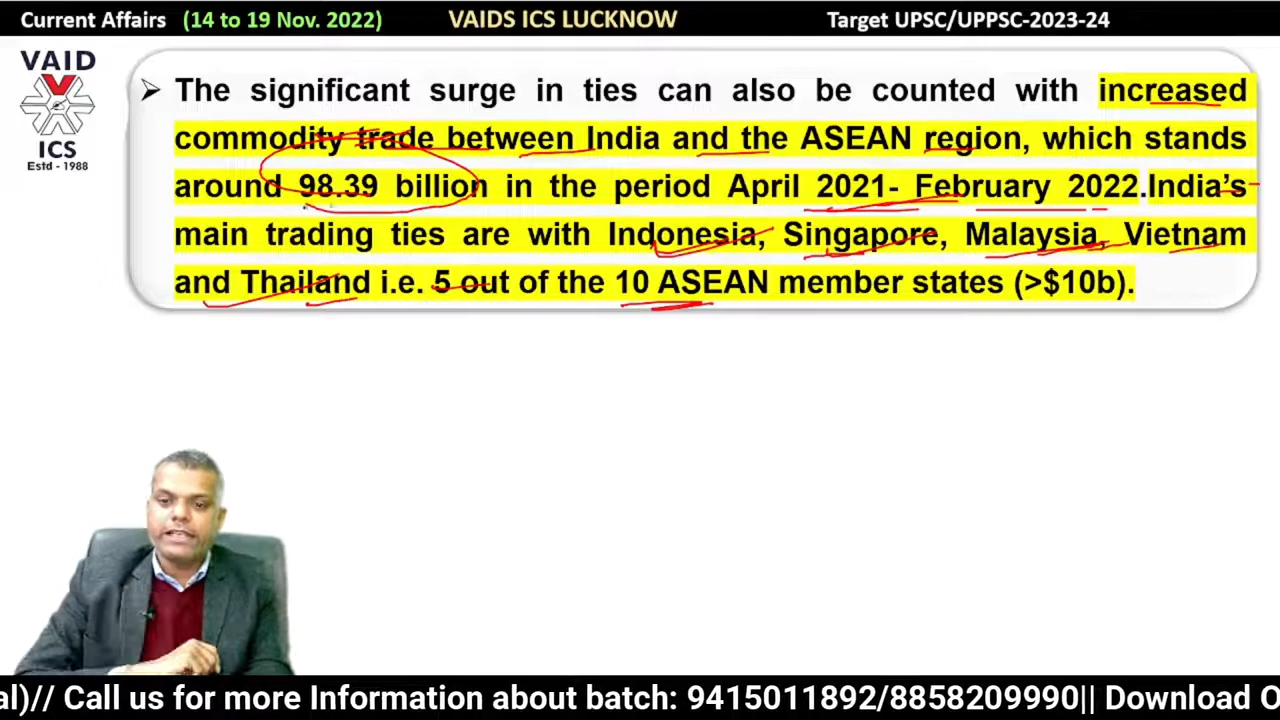 Current Affairs (14 to 19 Nov. 2022) VAIDS ICS LUCKNOW Target UPSC/UPPSC-2023-24
VAID
ICS
Estd - 1988
➢ The significant surge in ties can also be counted with increased
commodity trade between India and the ASEAN region, which stands
around 98.39 billion in the period April 2021- February 2022.India's
main trading ties are with Indonesia, Singapore, Malaysia, Vietnam
and Thailand i.e. 5 out of the 10 ASEAN member states (>$10b).
al)// Call us for more Information about batch: 9415011892/8858209990|| Download O